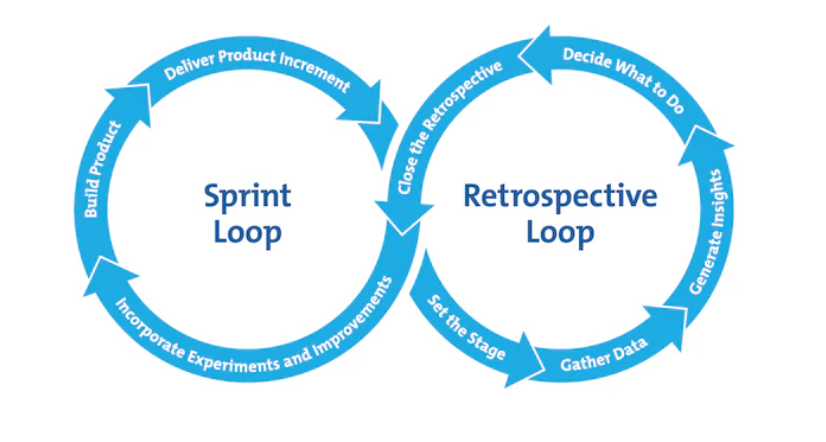 Deliver Product Increment
Build Product
Incorporate Experiments and Improvements
Sprint
Loop
Close the Retrospective
Decide What to Do
Generate Insights
Gather Data
Set the Stage
Retrospective
Loop